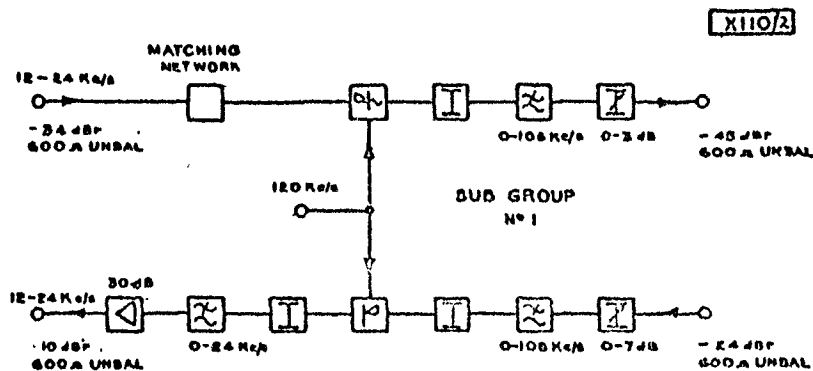 X110/2
MATCHING
NETWORK
12-24 Kc/s
-34 dBr
600 Ω UNBAL
0-108 Kc/s
0-3 dB
-45 dBr
600 Ω UNBAL
120 Kc/s
SUB GROUP
Nº 1
30 dB
12-24 Kc/s
-10 dBr
600 Ω UNBAL
0-24 Kc/s
0-108 Kc/s
0-7 dB
-24 dBr
600 Ω UNBAL